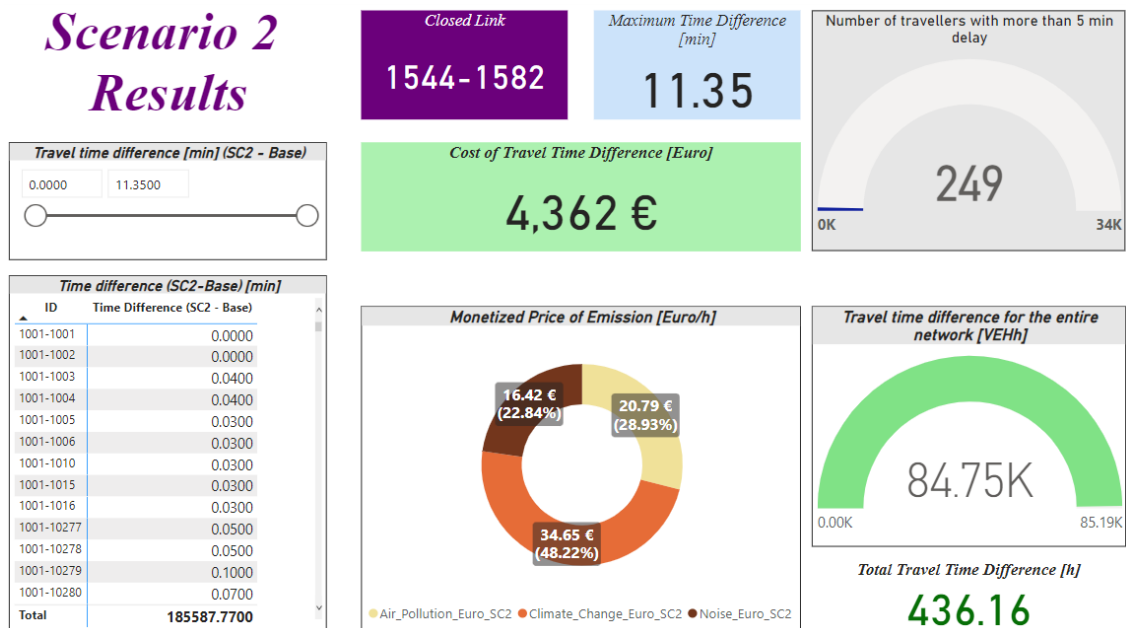 Scenario 2
Results
Closed Link
1544-1582
Maximum Time Difference
[min]
11.35
Number of travellers with more than 5 min
delay
249
0K
34K
Travel time difference [min] (SC2 - Base)
0.0000
11.3500
Cost of Travel Time Difference [Euro]
4,362 €
Time difference (SC2-Base) [min]
ID Time Difference (SC2 - Base)
1001-1001 0.0000
1001-1002 0.0000
1001-1003 0.0400
1001-1004 0.0400
1001-1005 0.0300
1001-1006 0.0300
1001-1010 0.0300
1001-1015 0.0300
1001-1016 0.0300
1001-10277 0.0500
1001-10278 0.0500
1001-10279 0.1000
1001-10280 0.0700
Total 185587.7700
Monetized Price of Emission [Euro/h]
16.42 €
(22.84%)
20.79 €
(28.93%)
34.65 €
(48.22%)
Air_Pollution_Euro_SC2 Climate_Change_Euro_SC2 Noise_Euro_SC2
Travel time difference for the entire
network [VEHh]
84.75K
0.00K
85.19K
Total Travel Time Difference [h]
436.16